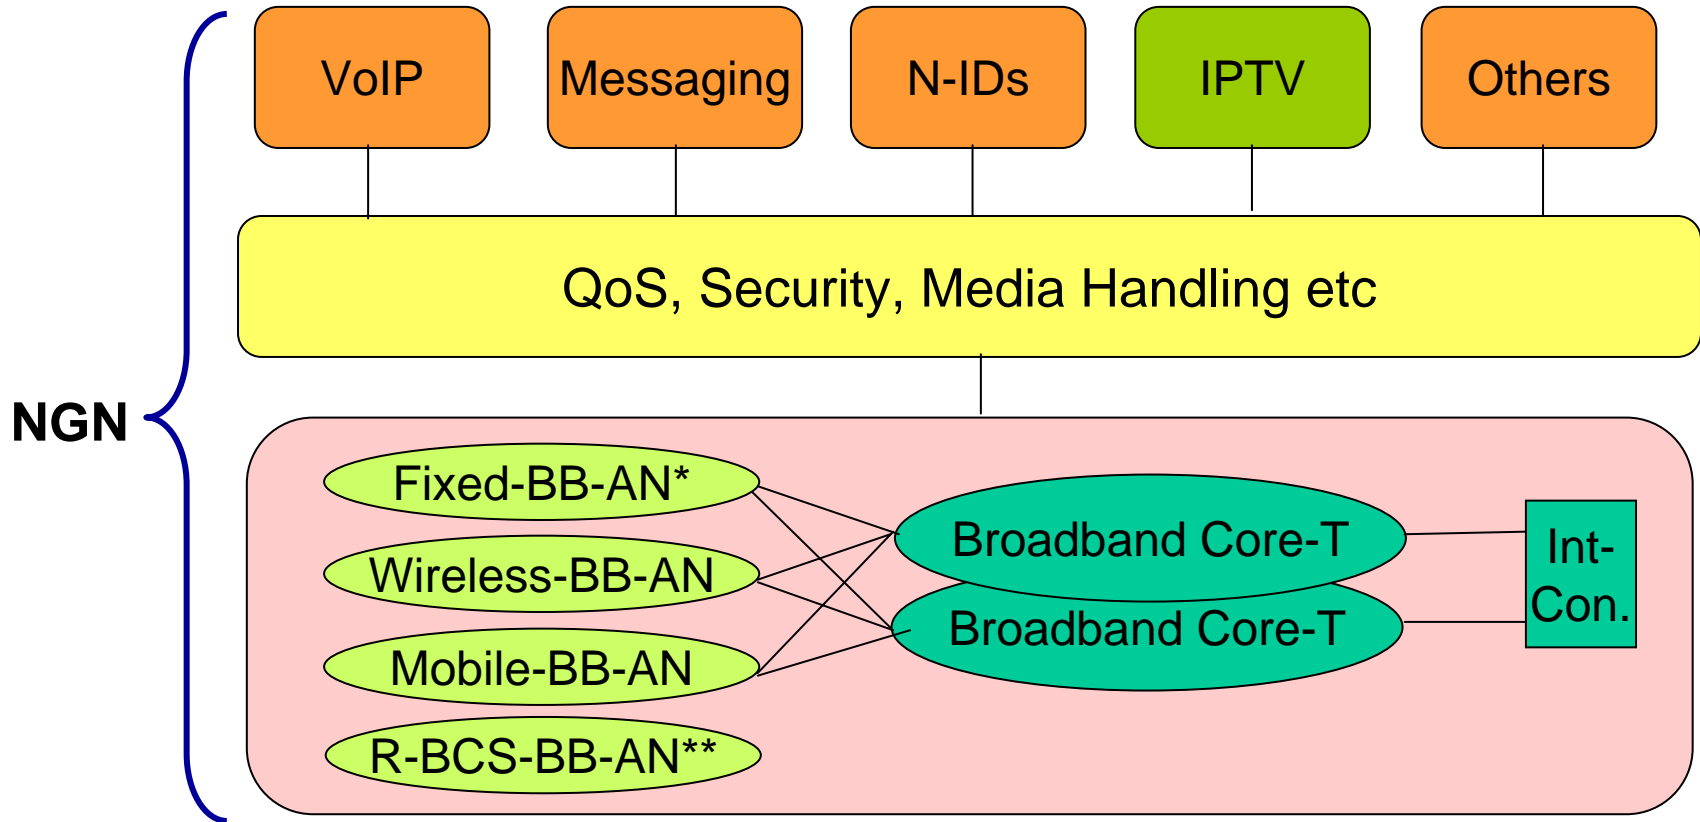 VoIP
Messaging
N-IDs
IPTV
Others
QoS, Security, Media Handling etc
NGN
Fixed-BB-AN*
Wireless-BB-AN
Mobile-BB-AN
R-BCS-BB-AN**
Broadband Core-T
Broadband Core-T
Int-
Con.